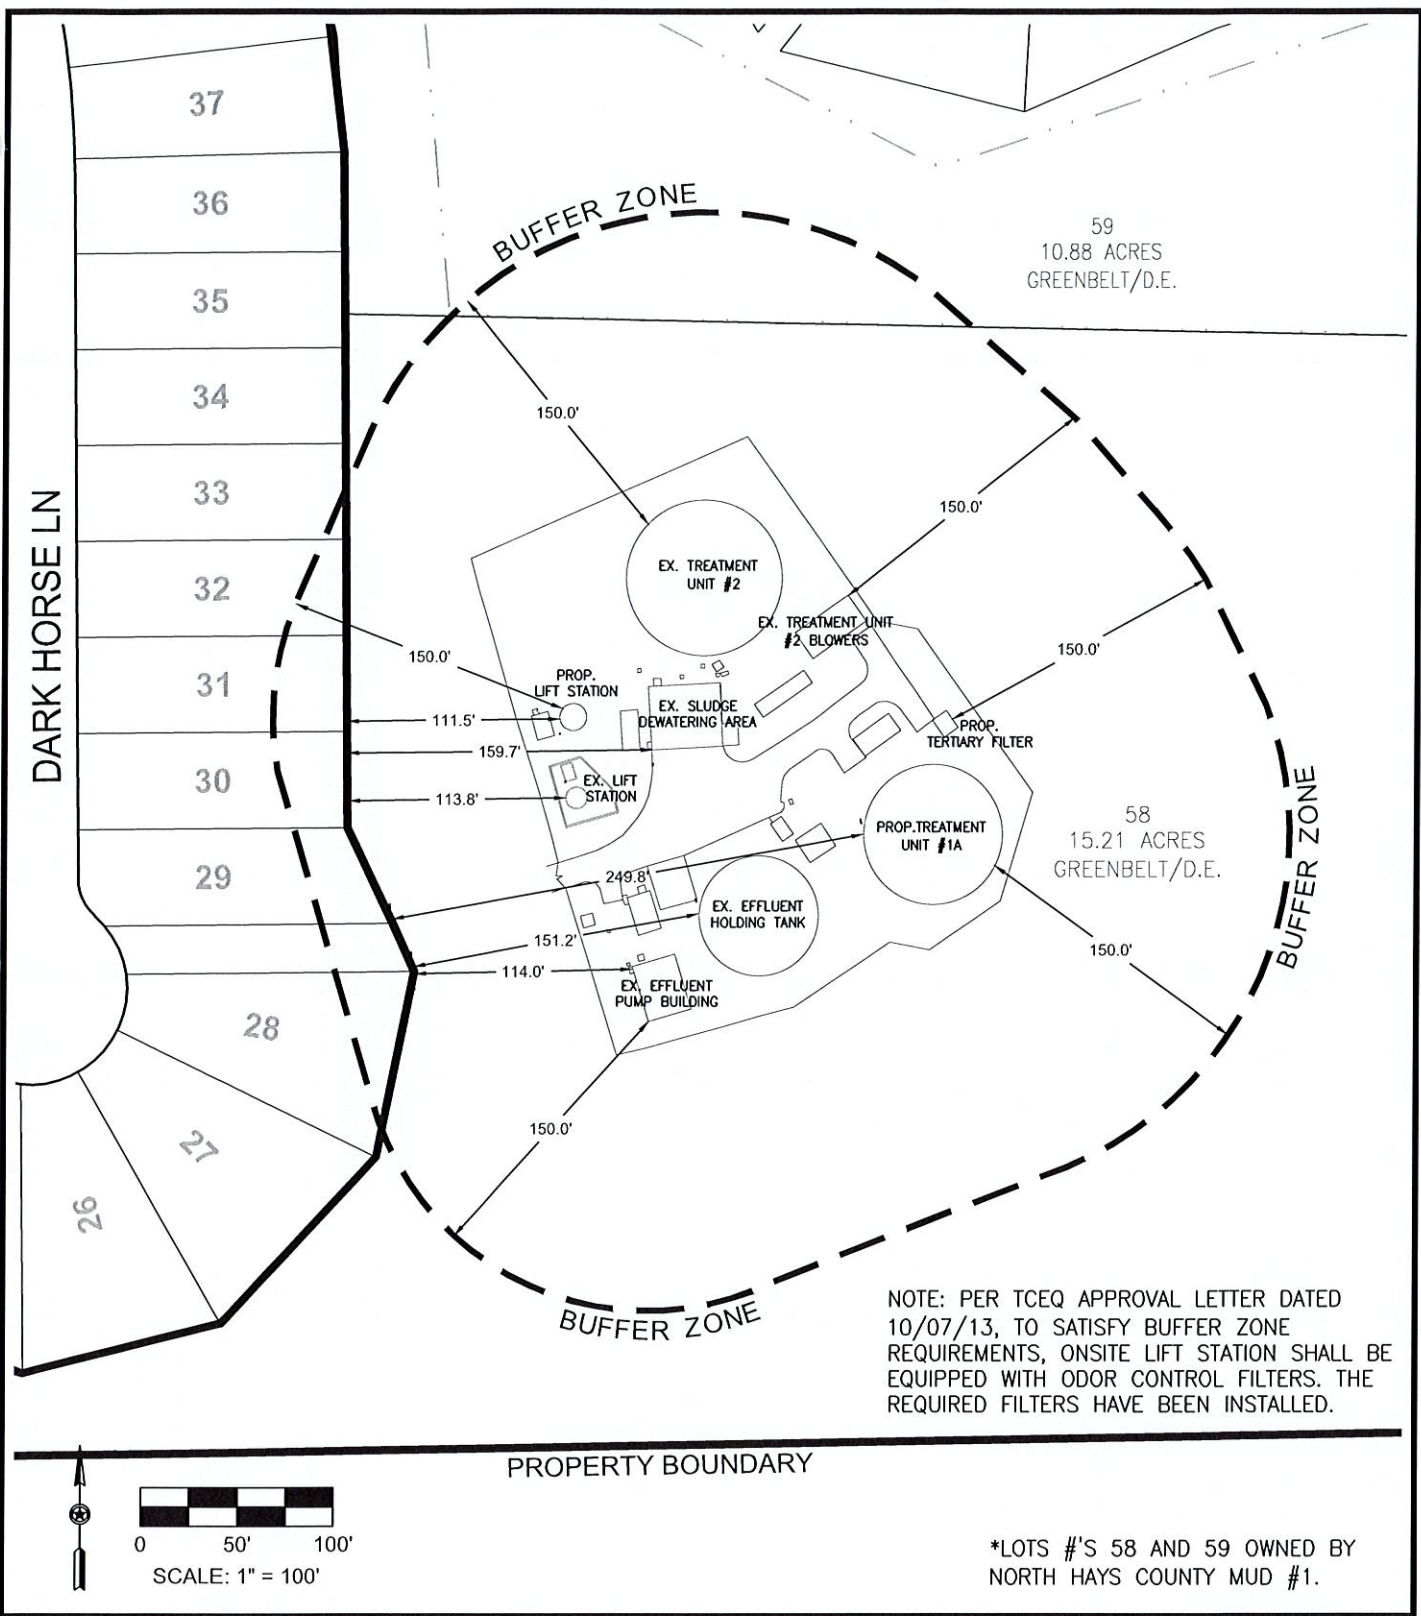 37
36
35
34
33
32
31
30
29
28
27
26
DARK HORSE LN
BUFFER ZONE
59
10.88 ACRES
GREENBELT/D.E.
150.0'
150.0'
EX. TREATMENT
UNIT #2
EX. TREATMENT UNIT
#2 BLOWERS
150.0'
150.0'
PROP.
LIFT STATION
EX. SLUDGE
DEWATERING AREA
111.5'
PROP.
TERTIARY FILTER
159.7'
EX. LIFT
STATION
113.8'
PROP.TREATMENT
UNIT #1A
58
15.21 ACRES
GREENBELT/D.E.
BUFFER ZONE
249.8'
EX. EFFLUENT
HOLDING TANK
151.2'
150.0'
114.0'
EX. EFFLUENT
PUMP BUILDING
150.0'
BUFFER ZONE
NOTE: PER TCEQ APPROVAL LETTER DATED
10/07/13, TO SATISFY BUFFER ZONE
REQUIREMENTS, ONSITE LIFT STATION SHALL BE
EQUIPPED WITH ODOR CONTROL FILTERS. THE
REQUIRED FILTERS HAVE BEEN INSTALLED.
PROPERTY BOUNDARY
0 50' 100'
SCALE: 1" = 100'
*LOTS #'S 58 AND 59 OWNED BY
NORTH HAYS COUNTY MUD #1.